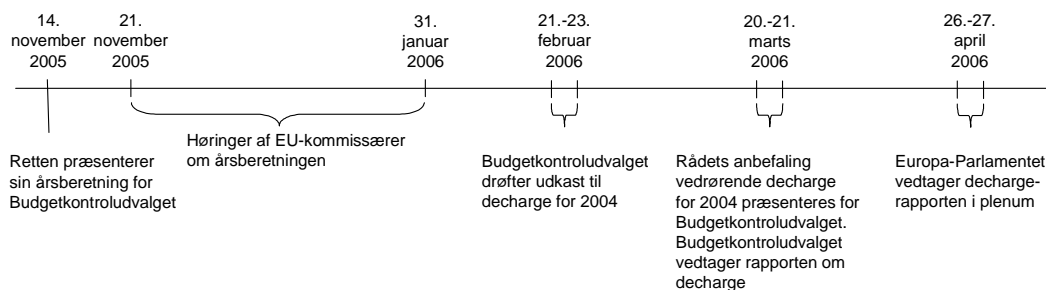 14.
november
2005
21.
november
2005
31.
januar
2006
21.-23.
februar
2006
20.-21.
marts
2006
26.-27.
april
2006
Retten præsenterer
sin årsberetning for
Budgetkontroludvalget
Høringer af EU-kommissærer
om årsberetningen
Budgetkontroludvalget
drøfter udkast til
decharge for 2004
Rådets anbefaling
vedrørende decharge
for 2004 præsenteres for
Budgetkontroludvalget.
Budgetkontroludvalget
vedtager rapporten om
decharge
Europa-Parlamentet
vedtager decharge-
rapporten i plenum